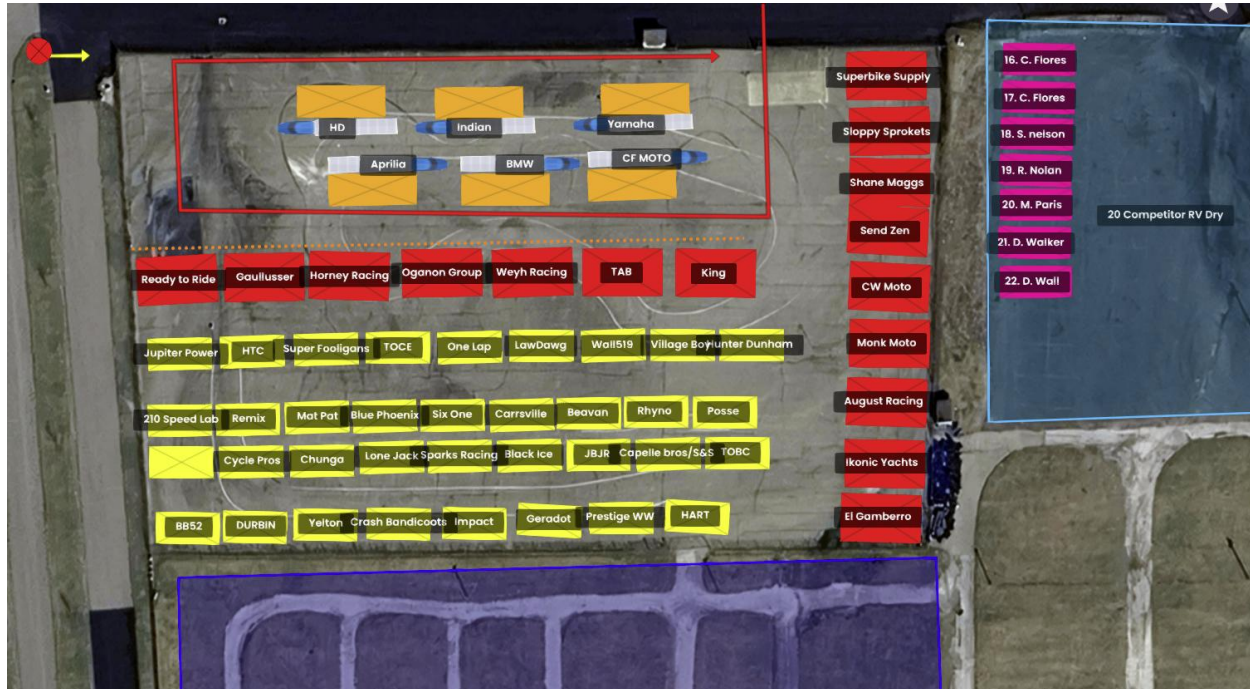 HD
Indian
Yamaha
Aprilia
BMW
CF MOTO
Ready to Ride
Gaullusser
Horney Racing
Oganon Group
Weyh Racing
TAB
King
Jupiter Power
HTC
Super Fooligans
TOCE
One Lap
LawDawg
Wall519
Village Boy
Hunter Dunham
210 Speed Lab
Remix
Mat Pat
Blue Phoenix
Six One
Carrsville
Beavan
Rhyno
Posse
Cycle Pros
Chunga
Lone Jack
Sparks Racing
Black Ice
JBJR
Capelle bros/S&S
TOBC
BB52
DURBIN
Yelton
Crash Bandicoots
Impact
Geradot
Prestige WW
HART
Superbike Supply
Sloppy Sprokets
Shane Maggs
Send Zen
CW Moto
Monk Moto
August Racing
Ikonic Yachts
El Gamberro
16. C. Flores
17. C. Flores
18. S. nelson
19. R. Nolan
20. M. Paris
21. D. Walker
22. D. Wall
20 Competitor RV Dry